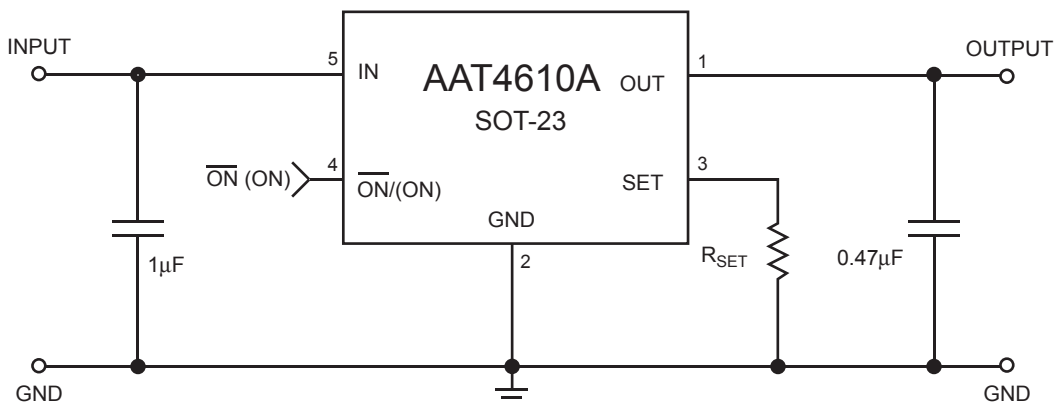 INPUT
OUTPUT
5
IN
AAT4610A
SOT-23
OUT
1
ON (ON)
4
ON/(ON)
SET
3
GND
2
1μF
RSET
0.47μF
GND
GND